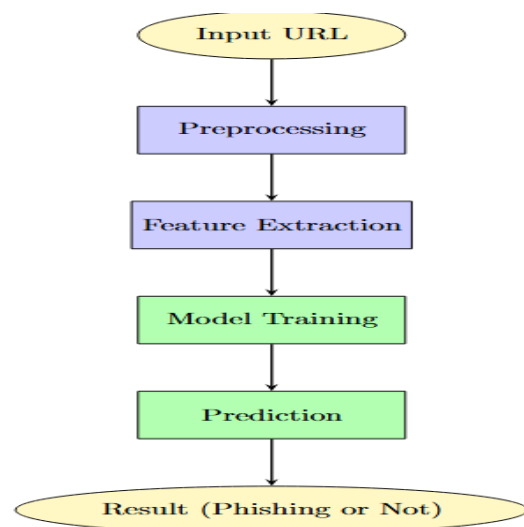 Input URL
Preprocessing
Feature Extraction
Model Training
Prediction
Result (Phishing or Not)